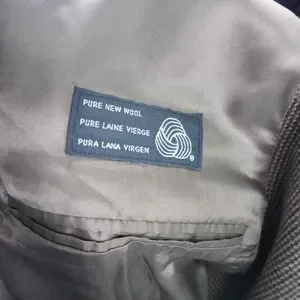 PURE NEW WOOL
PURE LAINE VIERGE
PURA LANA VIRGEN
®